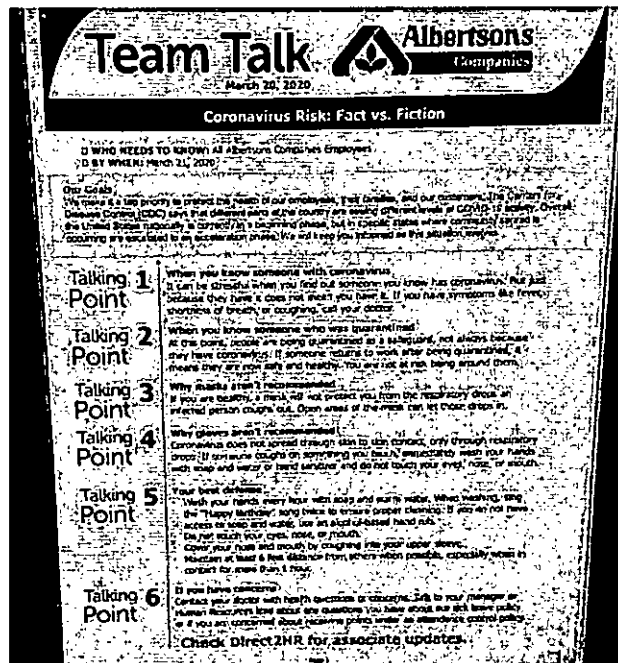 Team Talk
March 20, 2020
Albertsons
Companies
Coronavirus Risk: Fact vs. Fiction
WHO NEEDS TO KNOW: All Albertsons Companies Employees
BY WHEN: March 21, 2020
Our Goals
We make it a top priority to protect the health of our employees, their families, and our customers. The Centers For
Disease Control (CDC) says that different parts of the country are seeing different levels of COVID-19 activity. Overall
the United States nationally is currently in a beginning phase, but in specific states where community spread is
occurring are escalated to an acceleration phase. We will keep you informed as this situation evolves.
Talking Point 1
When you know someone with coronavirus
It can be stressful when you find out someone you know has coronavirus. But just
because they have it does not mean you have it. If you have symptoms like fever,
shortness of breath, or coughing, call your doctor.
Talking Point 2
When you know someone who was quarantined
At this point, people are being quarantined as a safeguard, not always because
they have coronavirus. If someone returns to work after being quarantined, it
means they are now safe and healthy. You are not at risk being around them.
Talking Point 3
Why masks aren't recommended
If you are healthy, a mask will not protect you from the respiratory drops an
infected person coughs out. Open areas of the mask can let those drops in.
Talking Point 4
Why gloves aren't recommended
Coronavirus does not spread through skin to skin contact, only through respiratory
drops. If someone coughs on something you touch, immediately wash your hands
with soap and water or hand sanitizer and do not touch your eyes, nose, or mouth.
Talking Point 5
Your best defense
Wash your hands every hour with soap and warm water. When washing, sing
the "Happy Birthday" song twice to ensure proper cleaning. If you do not have
access to soap and water, use an alcohol-based hand rub.
Do not touch your eyes, nose, or mouth.
Cover your nose and mouth by coughing into your upper sleeve.
Maintain at least 6 feet distance from others when possible, especially when in
contact for more than 1 hour.
Talking Point 6
If you have concerns
Contact your doctor with health questions or concerns. Talk to your manager or
Human Resources lead about any questions you have about our sick leave policy
or if you are concerned about receiving points under an attendance control policy.
Check Direct2HR for associate updates.